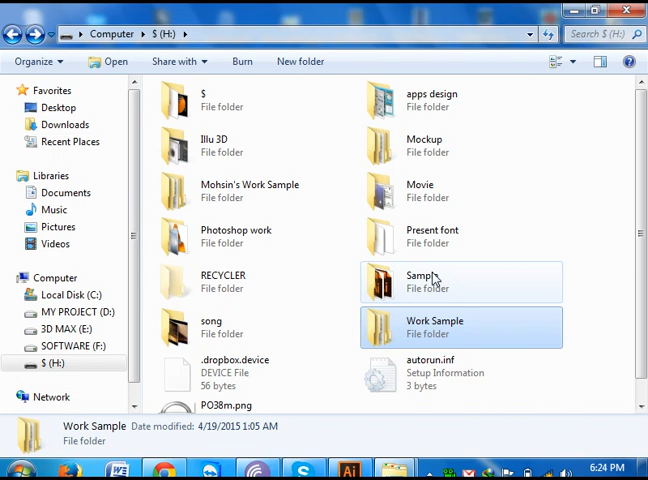 Computer ▸ $ (H:) ▸
Search $ (H:)
Organize Open Share with Burn New folder
Favorites
Desktop
Downloads
Recent Places
Libraries
Documents
Music
Pictures
Videos
Computer
Local Disk (C:)
MY PROJECT (D:)
3D MAX (E:)
SOFTWARE (F:)
$ (H:)
Network
$
File folder
apps design
File folder
Illu 3D
File folder
Mockup
File folder
Mohsin's Work Sample
Movie
File folder
Photoshop work
File folder
Present font
File folder
RECYCLER
File folder
Sample
File folder
song
File folder
Work Sample
File folder
.dropbox.device
DEVICE File
56 bytes
autorun.inf
Setup Information
3 bytes
PO38m.png
Work Sample Date modified: 4/19/2015 1:05 AM
File folder
W
S
Ai
6:24 PM